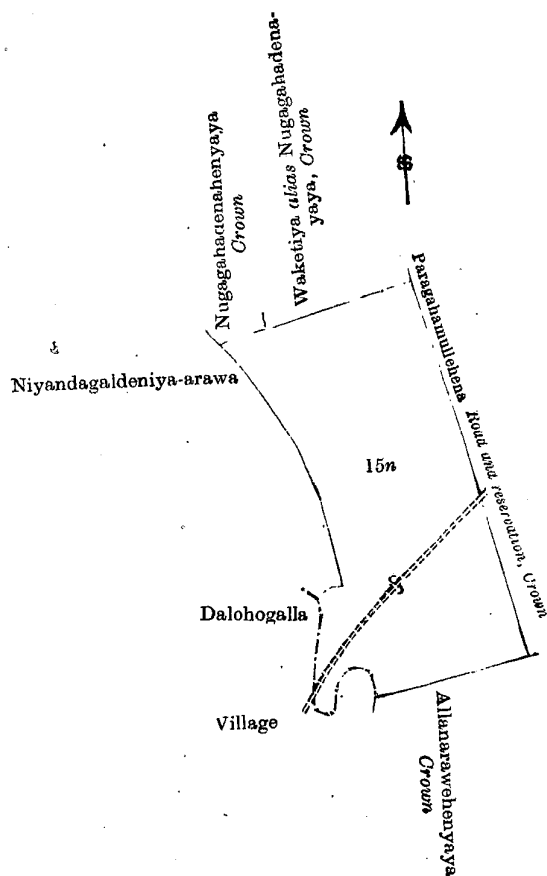 Nugagahadenahenyaya
Crown
Waketiya alias Nugagahadena-
yaya, Crown
Niyandagaldeniya-arawa
Paragahamullehena
Road and reservation, Crown
15n
Dalohogalla
Village
Allanarawehenyaya
Crown